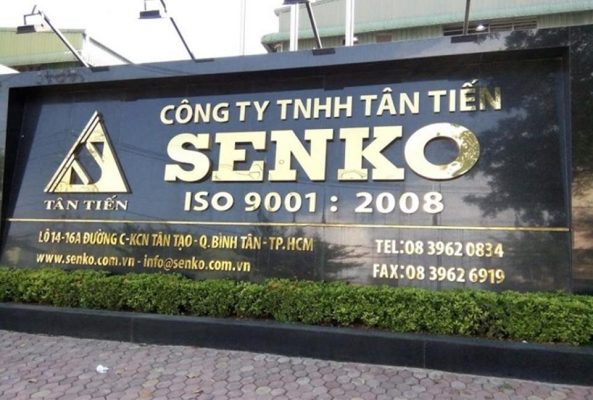 CÔNG TY TNHH TÂN TIẾN
SENKO
TÂN TIẾN
ISO 9001 : 2008
LÔ 14-16A ĐƯỜNG C-KCN TÂN TẠO-Q.BÌNH TÂN-TP.HCM
www.senko.com.vn-info@senko.com.vn
TEL:08 3962 0834
FAX:08 3962 6919